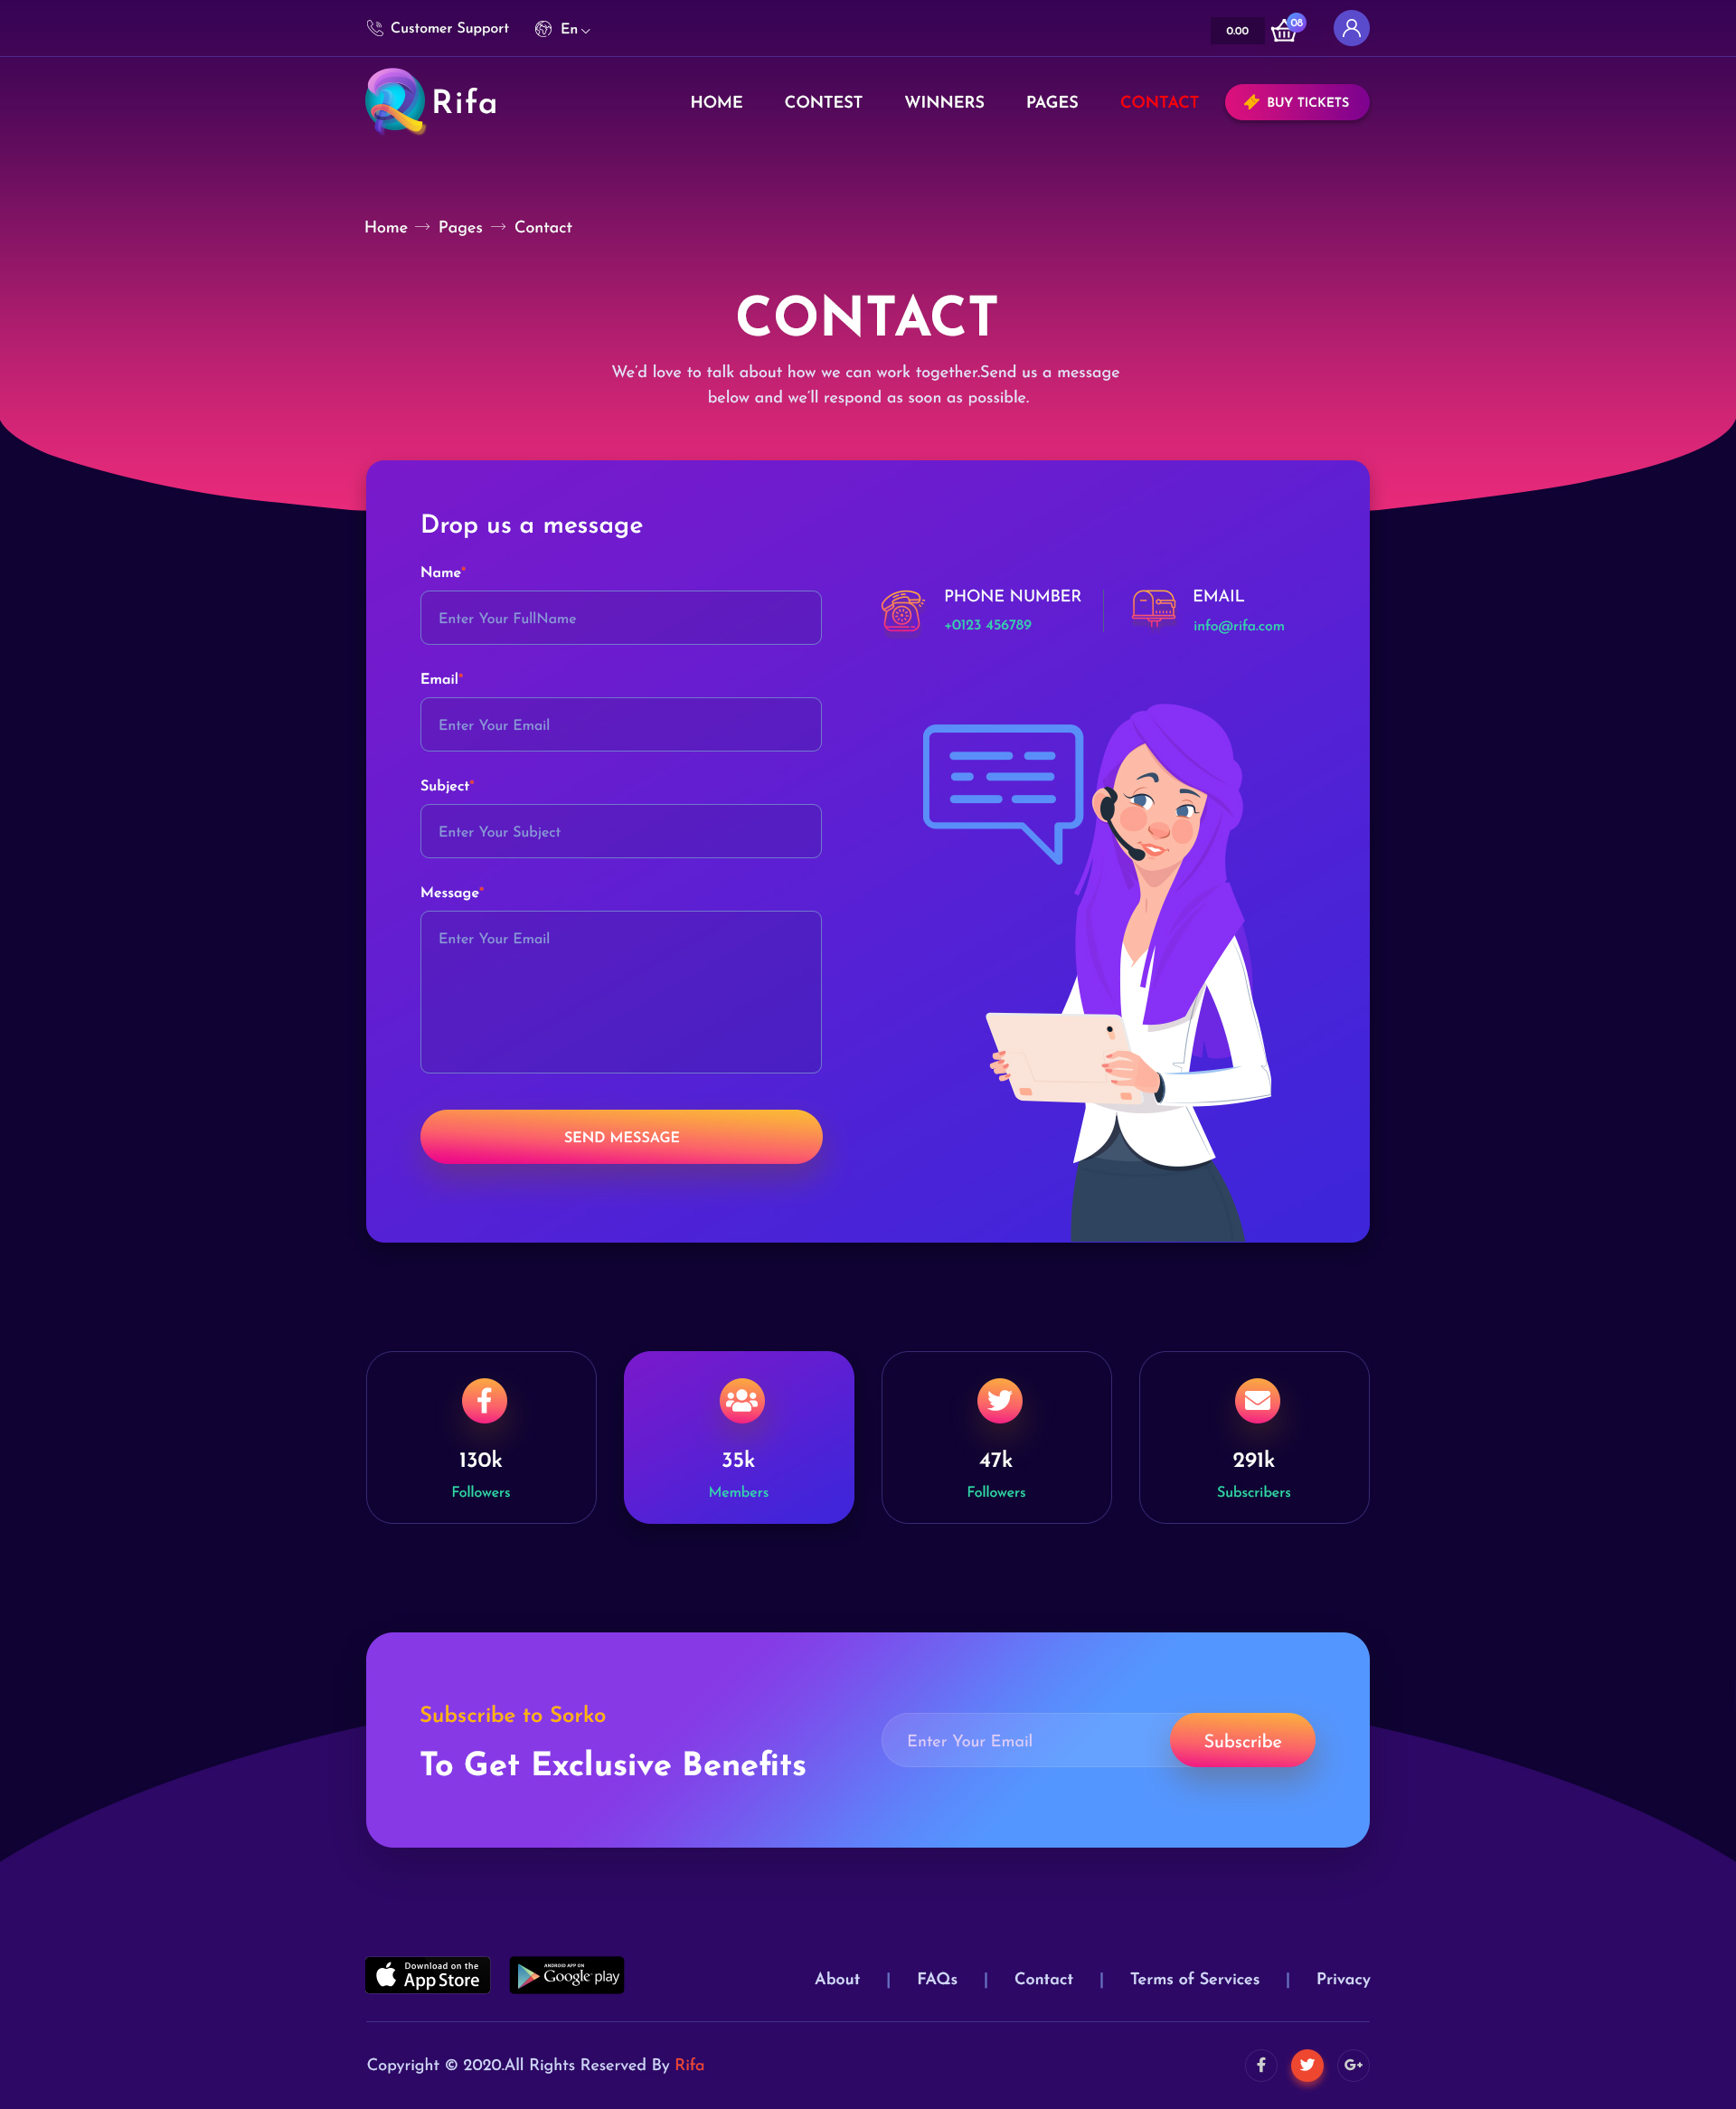 Customer Support
En
0.00
08
Rifa
HOME
CONTEST
WINNERS
PAGES
CONTACT
BUY TICKETS
Home
Pages
Contact
CONTACT
We'd love to talk about how we can work together.Send us a message
below and we'll respond as soon as possible.
Drop us a message
Name*
Enter Your FullName
Email*
Enter Your Email
Subject*
Enter Your Subject
Message*
Enter Your Email
SEND MESSAGE
PHONE NUMBER
+0123 456789
EMAIL
info@rifa.com
130k
Followers
35k
Members
47k
Followers
291k
Subscribers
Subscribe to Sorko
To Get Exclusive Benefits
Enter Your Email
Subscribe
Download on the
App Store
ANDROID APP ON
Google play
About | FAQs | Contact | Terms of Services | Privacy
Copyright © 2020.All Rights Reserved By Rifa
G+